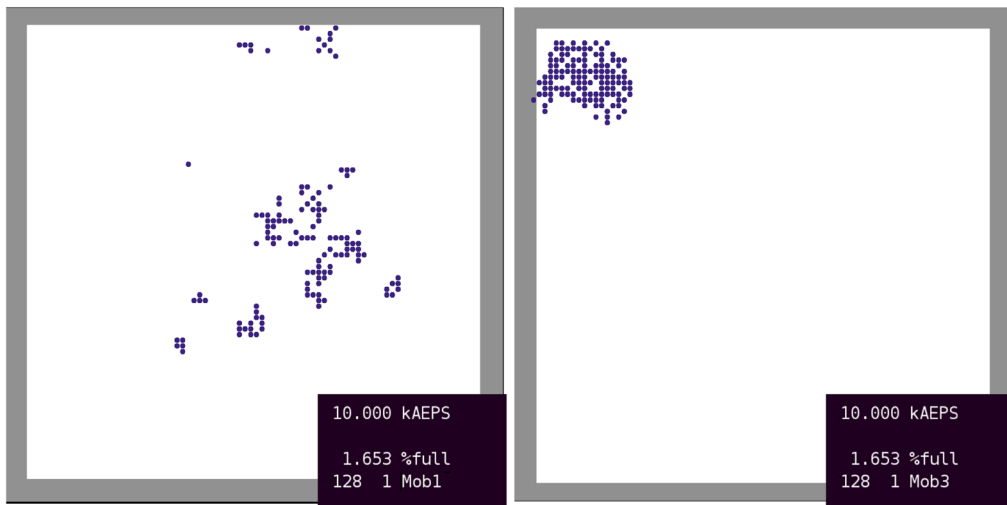 10.000 kAEPS
1.653 %full
128 1 Mob1
10.000 kAEPS
1.653 %full
128 1 Mob3